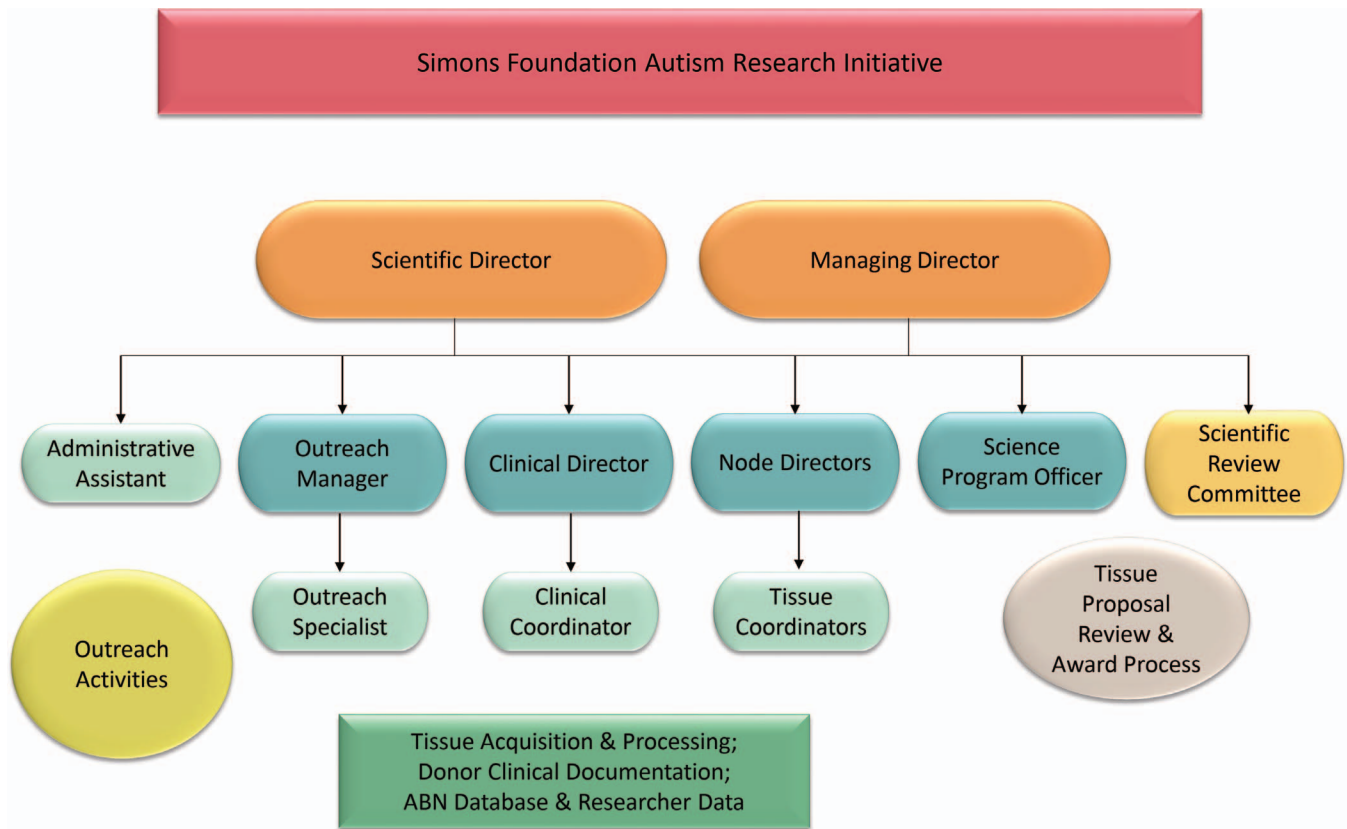 Simons Foundation Autism Research Initiative
Scientific Director
Managing Director
Administrative
Assistant
Outreach
Manager
Clinical Director
Node Directors
Science
Program Officer
Scientific
Review
Committee
Outreach
Specialist
Clinical
Coordinator
Tissue
Coordinators
Tissue
Proposal
Review &
Award Process
Outreach
Activities
Tissue Acquisition & Processing;
Donor Clinical Documentation;
ABN Database & Researcher Data